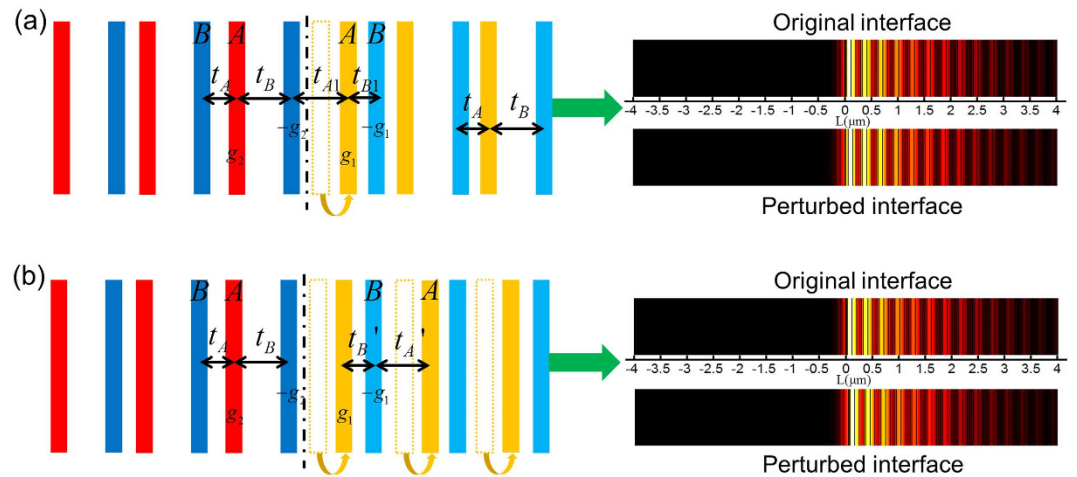 (a)
B A A B
t_A t_B t_A1 t_B1
t_A t_B
-g_2 -g_1
g_2 g_1
Original interface
-4 -3.5 -3 -2.5 -2 -1.5 -1 -0.5 0 0.5 1 1.5 2 2.5 3 3.5 4
L(μm)
Perturbed interface
(b)
B A B A
t_A t_B t_B' t_A'
-g_2 -g_1
g_2 g_1
Original interface
-4 -3.5 -3 -2.5 -2 -1.5 -1 -0.5 0 0.5 1 1.5 2 2.5 3 3.5 4
L(μm)
Perturbed interface